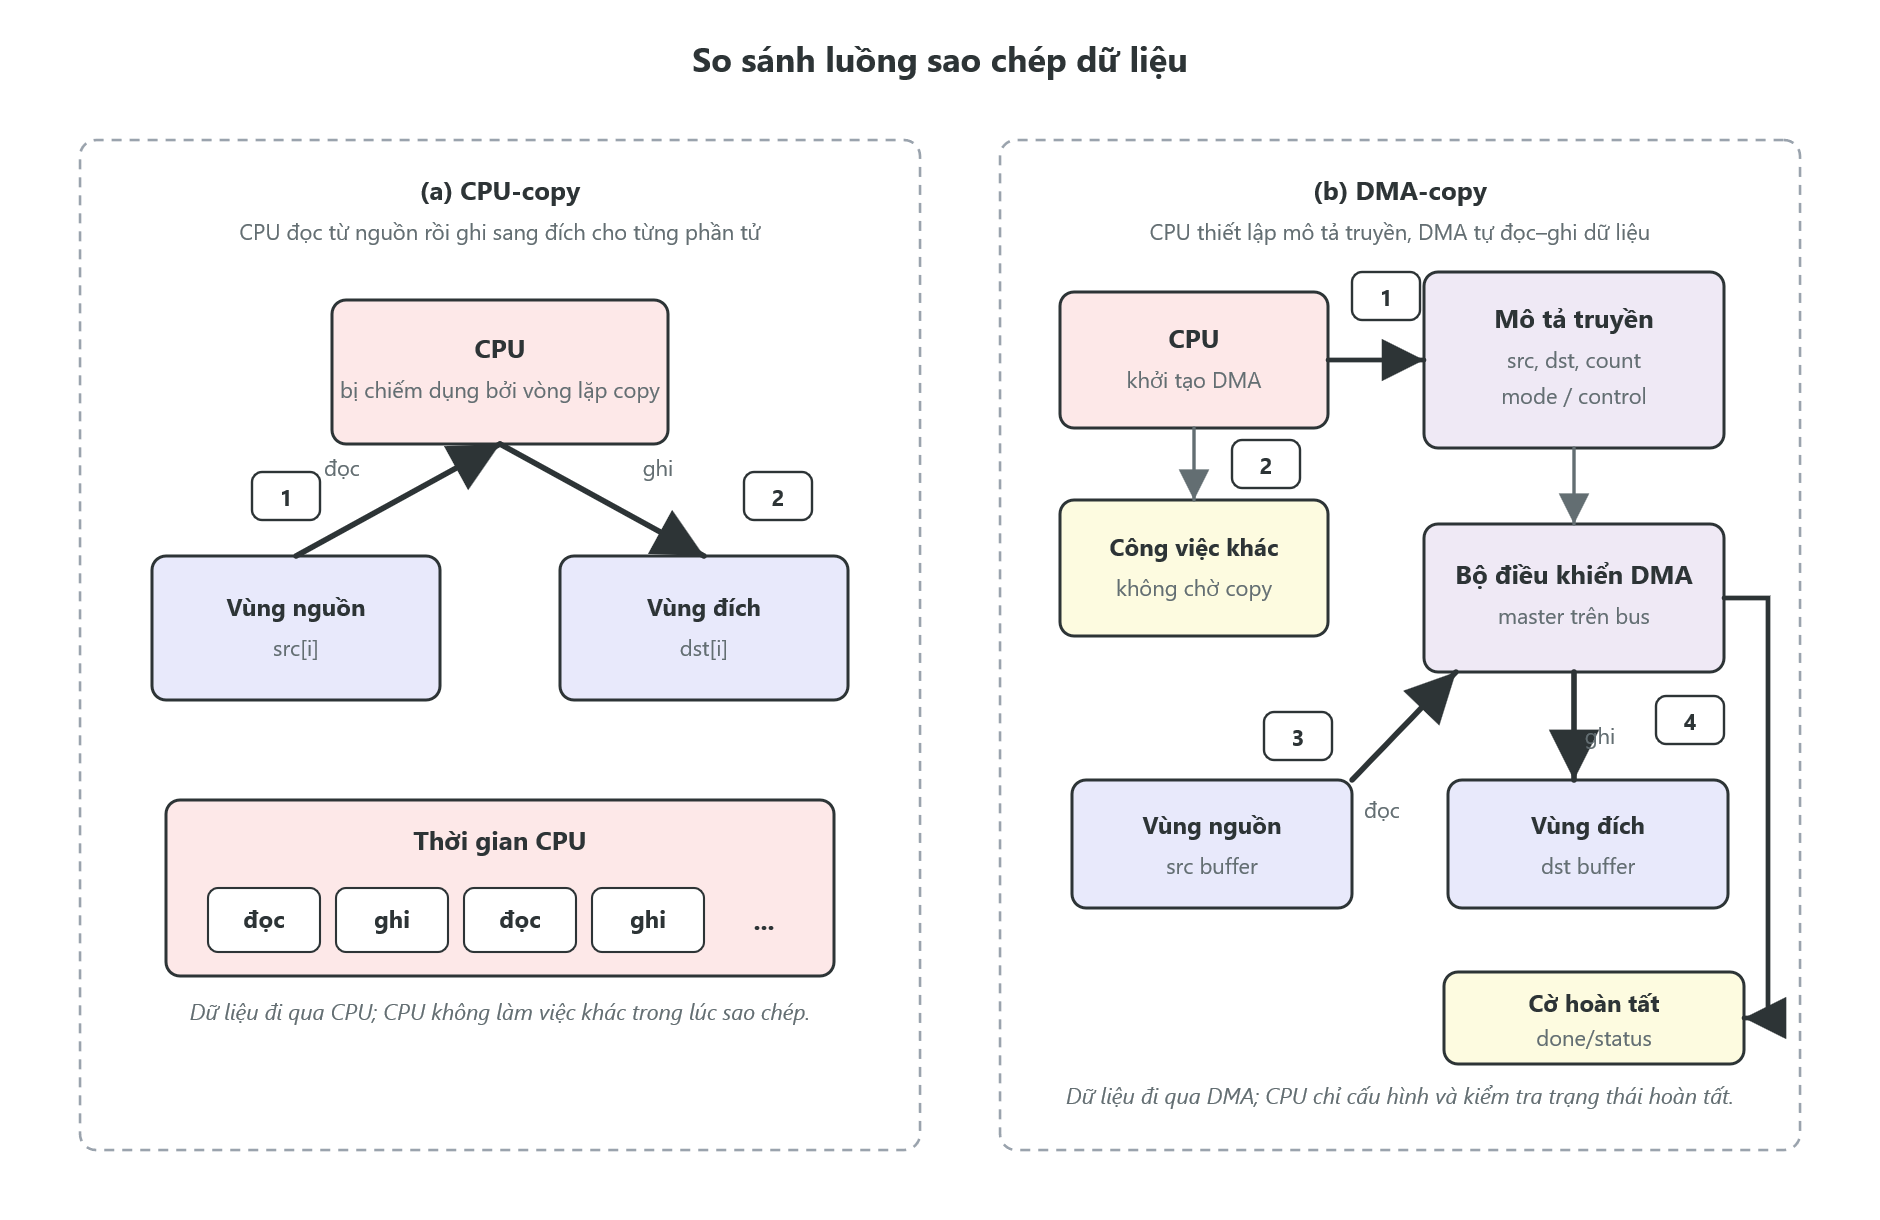 So sánh luồng sao chép dữ liệu
(a) CPU-copy
CPU đọc từ nguồn rồi ghi sang đích cho từng phần tử
CPU
bị chiếm dụng bởi vòng lặp copy
đọc
ghi
1
2
Vùng nguồn
src[i]
Vùng đích
dst[i]
Thời gian CPU
đọc
ghi
đọc
ghi
...
Dữ liệu đi qua CPU; CPU không làm việc khác trong lúc sao chép.
(b) DMA-copy
CPU thiết lập mô tả truyền, DMA tự đọc–ghi dữ liệu
CPU
khởi tạo DMA
1
Mô tả truyền
src, dst, count
mode / control
2
Công việc khác
không chờ copy
Bộ điều khiển DMA
master trên bus
3
4
ghi
đọc
Vùng nguồn
src buffer
Vùng đích
dst buffer
Cờ hoàn tất
done/status
Dữ liệu đi qua DMA; CPU chỉ cấu hình và kiểm tra trạng thái hoàn tất.